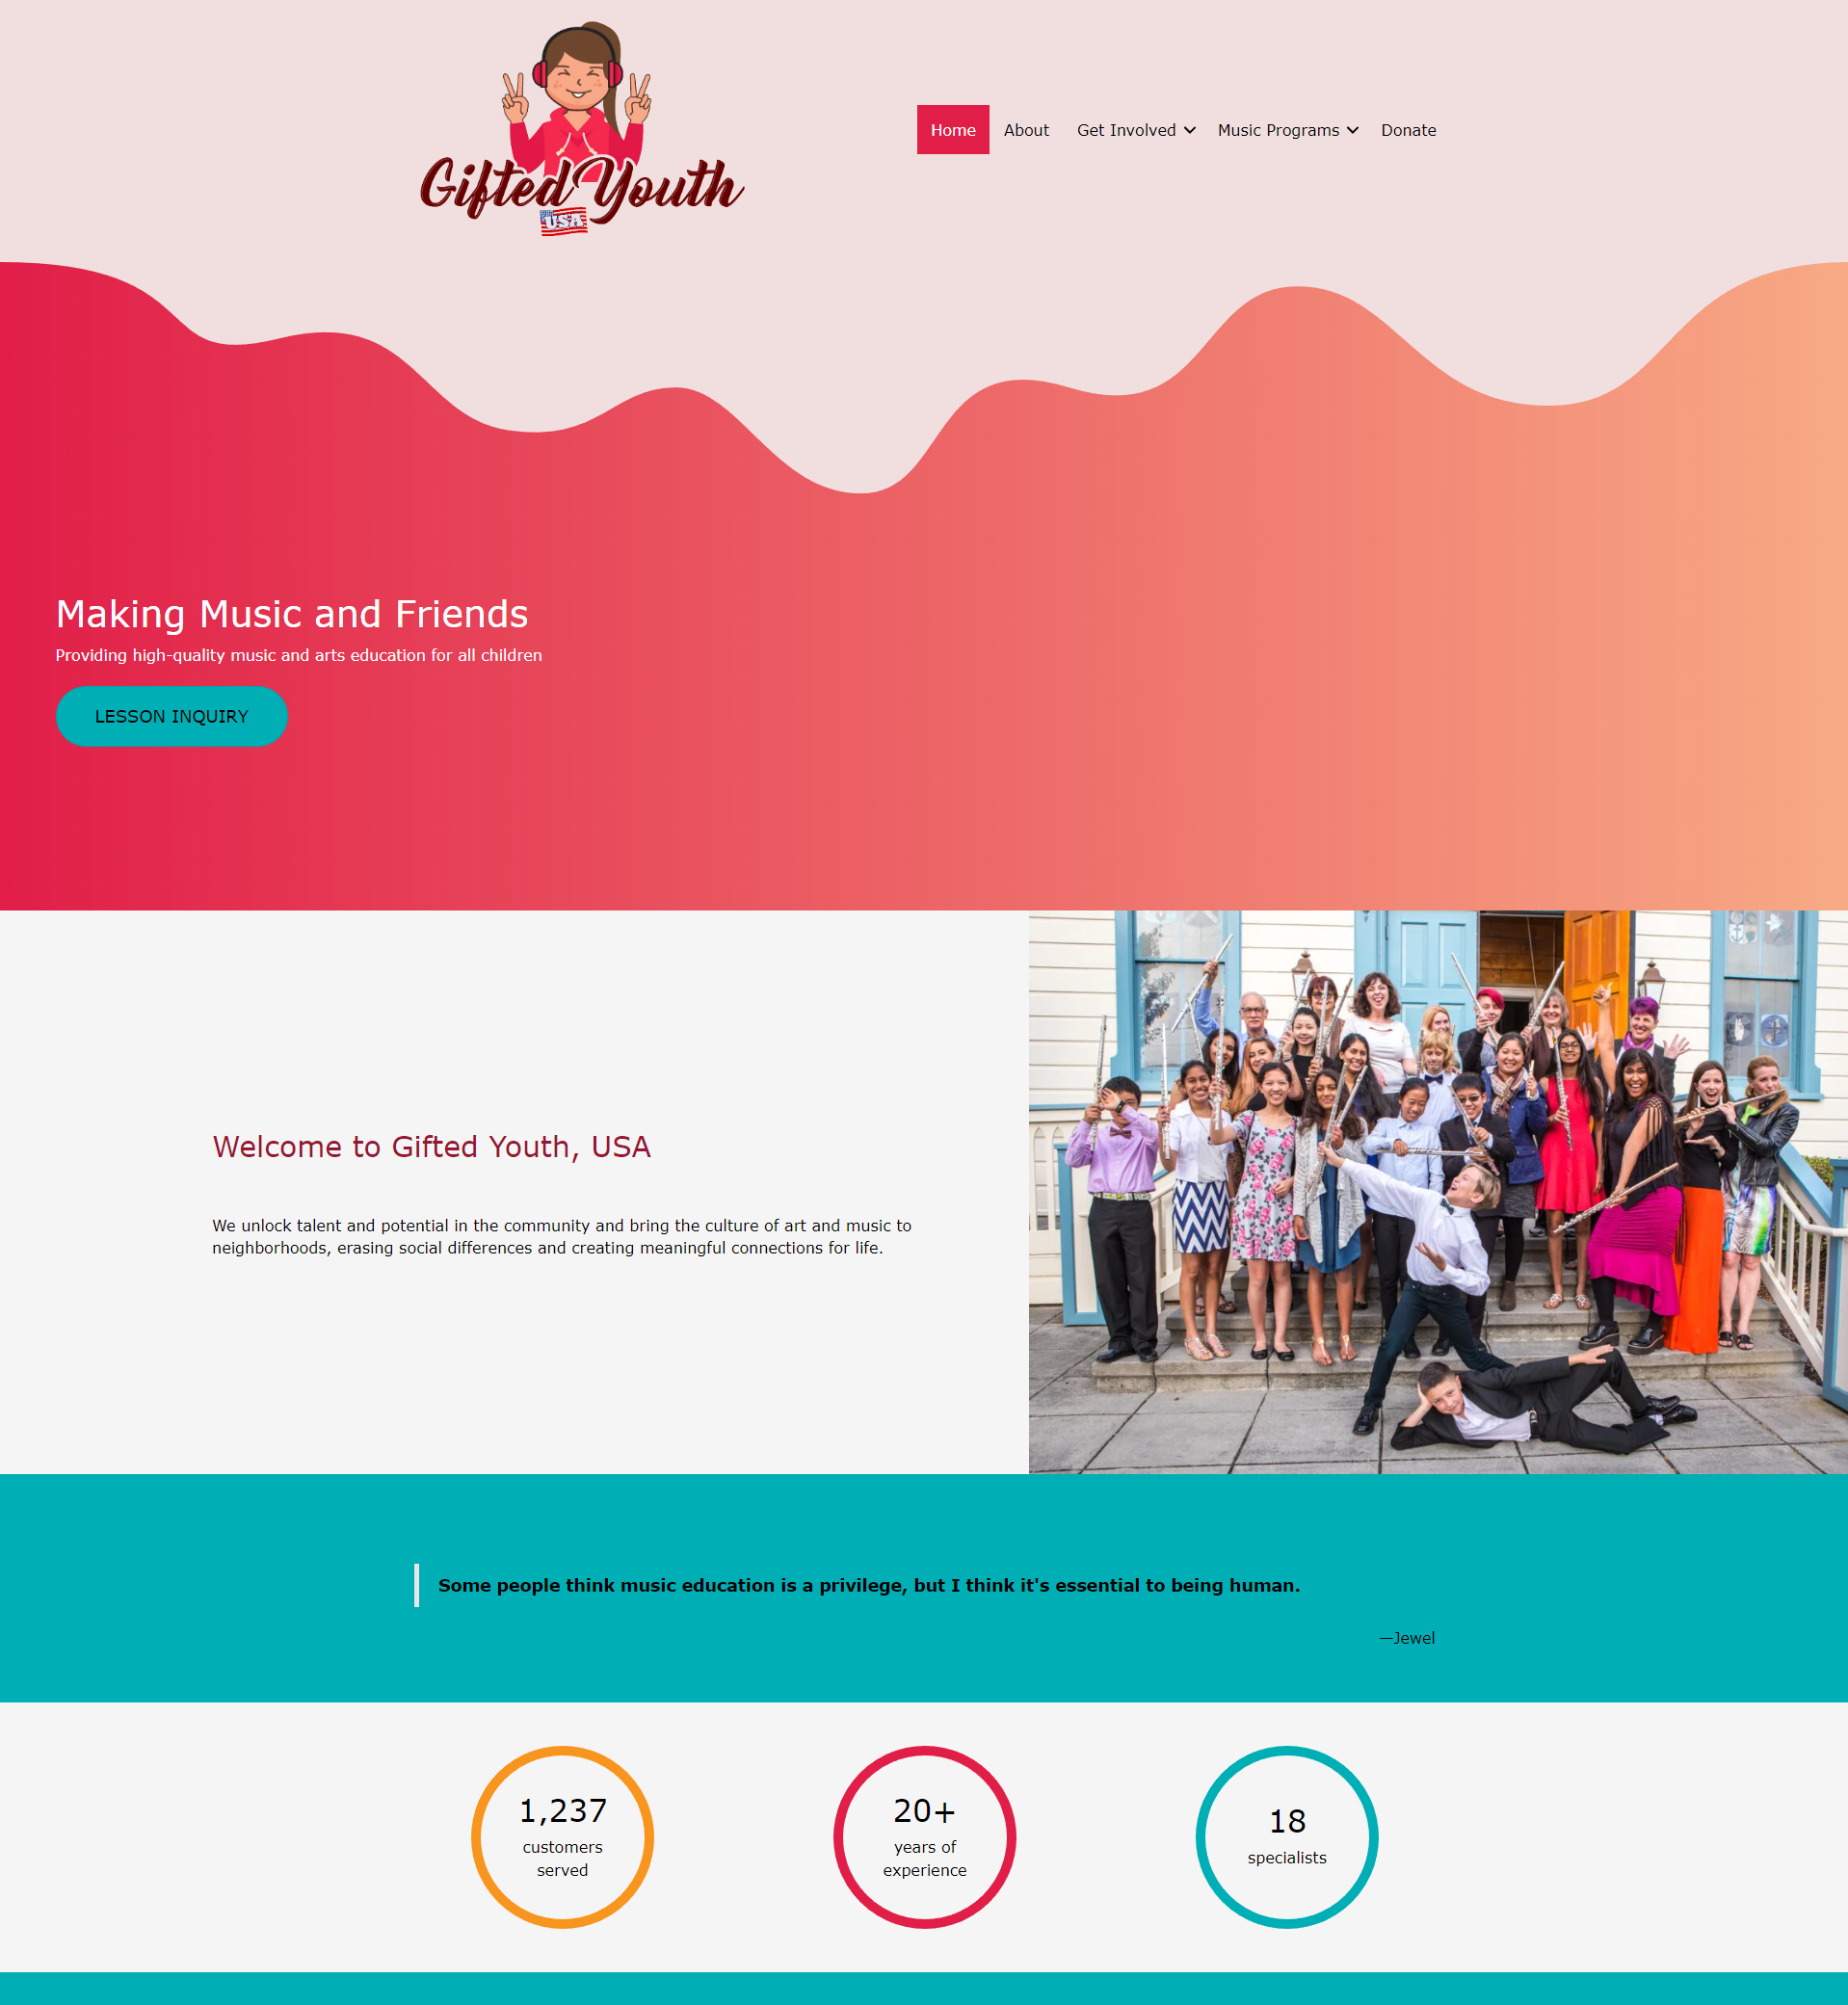 Gifted Youth
USA
Home About Get Involved Music Programs Donate
Making Music and Friends
Providing high-quality music and arts education for all children
LESSON INQUIRY
Welcome to Gifted Youth, USA
We unlock talent and potential in the community and bring the culture of art and music to
neighborhoods, erasing social differences and creating meaningful connections for life.
Some people think music education is a privilege, but I think it's essential to being human.
—Jewel
1,237
customers
served
20+
years of
experience
18
specialists